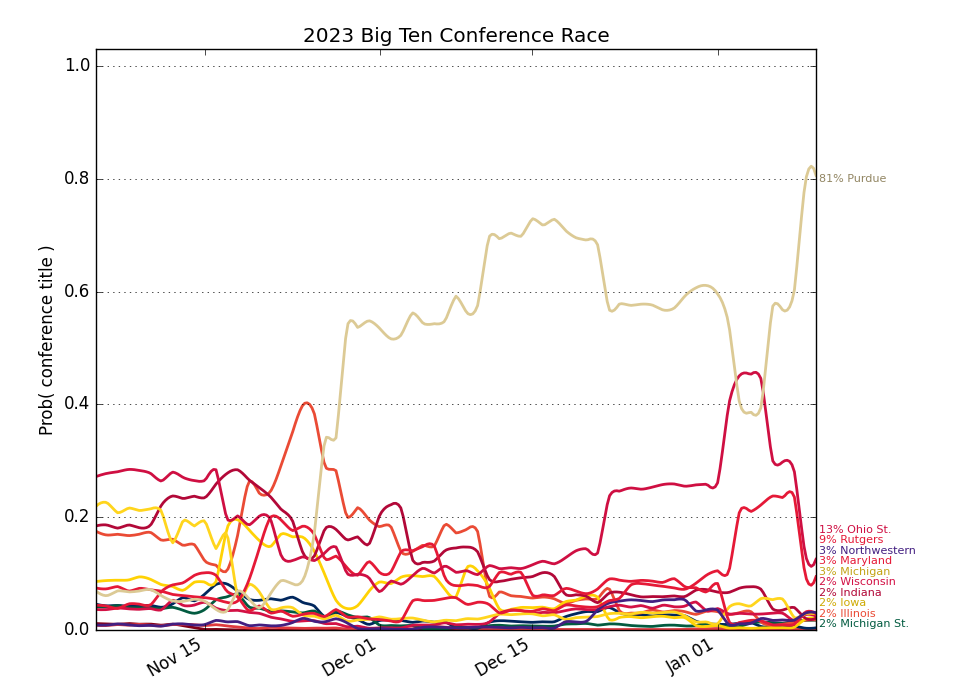 2023 Big Ten Conference Race
Prob( conference title )
1.0
0.8
0.6
0.4
0.2
0.0
Nov 15
Dec 01
Dec 15
Jan 01
81% Purdue
13% Ohio St.
9% Rutgers
3% Northwestern
3% Maryland
3% Michigan
2% Wisconsin
2% Indiana
2% Iowa
2% Illinois
2% Michigan St.